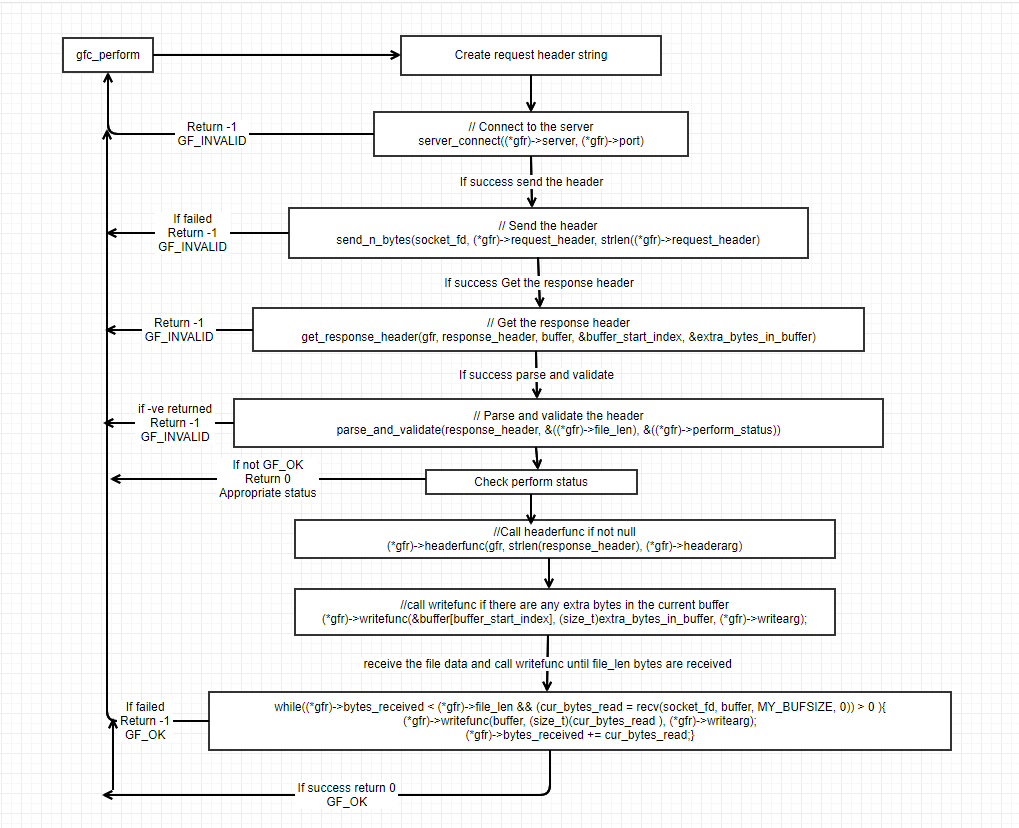 gfc_perform
Create request header string
// Connect to the server
server_connect((*gfr)->server, (*gfr)->port)
Return -1
GF_INVALID
If success send the header
// Send the header
send_n_bytes(socket_fd, (*gfr)->request_header, strlen((*gfr)->request_header)
If failed
Return -1
GF_INVALID
If success Get the response header
// Get the response header
get_response_header(gfr, response_header, buffer, &buffer_start_index, &extra_bytes_in_buffer)
Return -1
GF_INVALID
If success parse and validate
// Parse and validate the header
parse_and_validate(response_header, &((*gfr)->file_len), &((*gfr)->perform_status))
if -ve returned
Return -1
GF_INVALID
If not GF_OK
Return 0
Appropriate status
Check perform status
//Call headerfunc if not null
(*gfr)->headerfunc(gfr, strlen(response_header), (*gfr)->headerarg)
//call writefunc if there are any extra bytes in the current buffer
(*gfr)->writefunc(&buffer[buffer_start_index], (size_t)extra_bytes_in_buffer, (*gfr)->writearg);
receive the file data and call writefunc until file_len bytes are received
while((*gfr)->bytes_received < (*gfr)->file_len && (cur_bytes_read = recv(socket_fd, buffer, MY_BUFSIZE, 0)) > 0 ){
(*gfr)->writefunc(buffer, (size_t)(cur_bytes_read ), (*gfr)->writearg);
(*gfr)->bytes_received += cur_bytes_read;}
If failed
Return -1
GF_OK
If success return 0
GF_OK